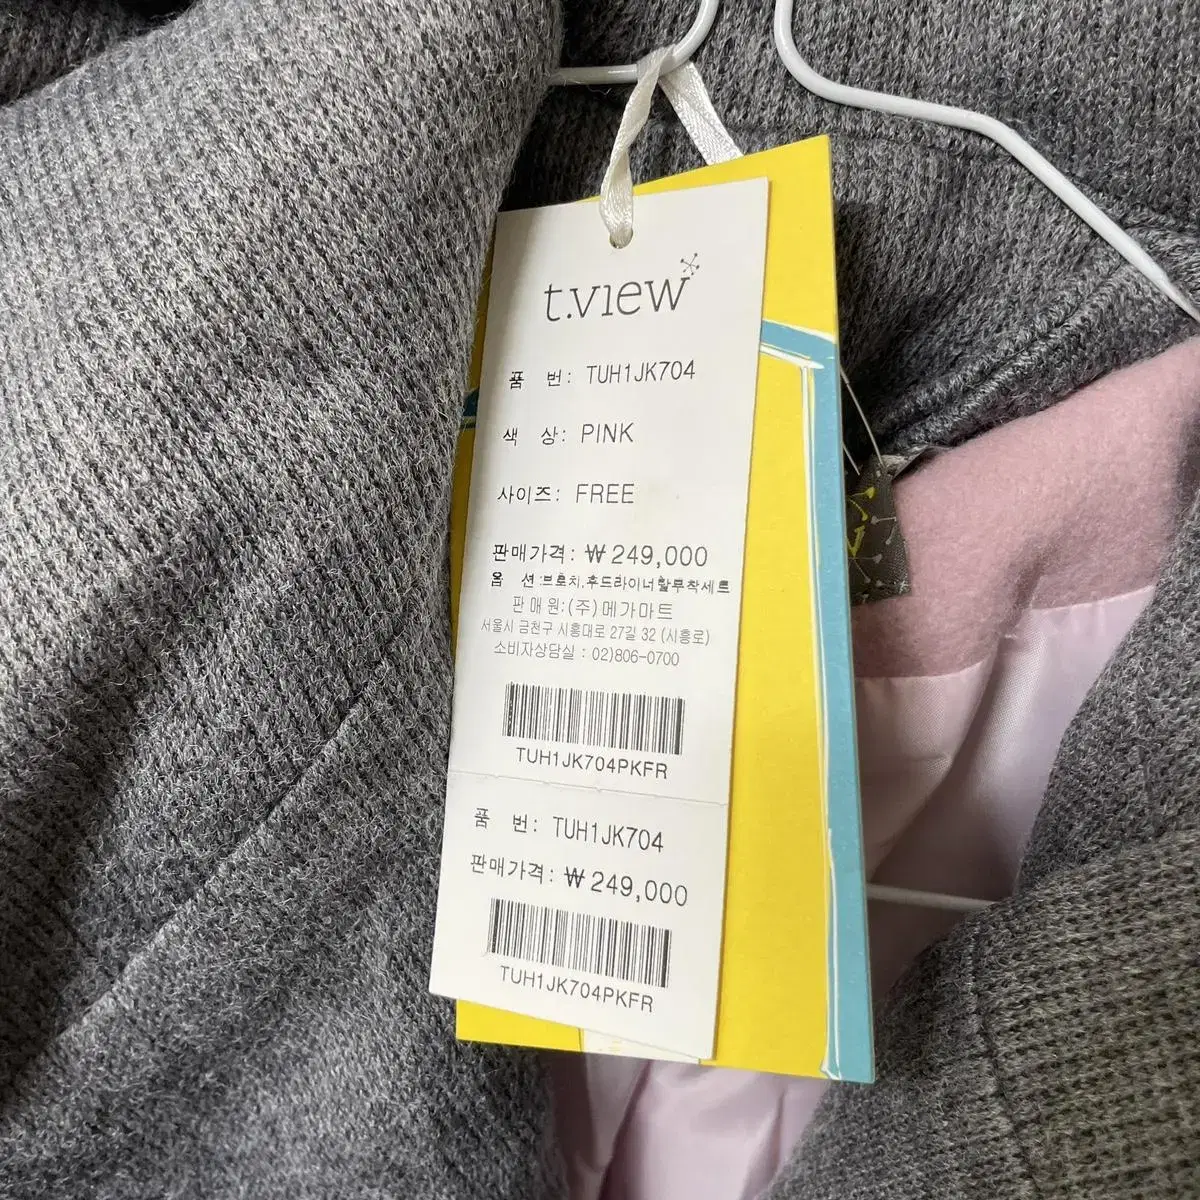 t.view
품 번: TUH1JK704
색 상: PINK
사이즈: FREE
판매가격: ₩249,000
옵 션:브로치,후드라이너탈부착세트
판 매 원:(주)메가마트
서울시 금천구 시흥대로 27길 32 (시흥로)
소비자상담실 : 02)806-0700
TUH1JK704PKFR
품 번: TUH1JK704
판매가격: ₩249,000
TUH1JK704PKFR